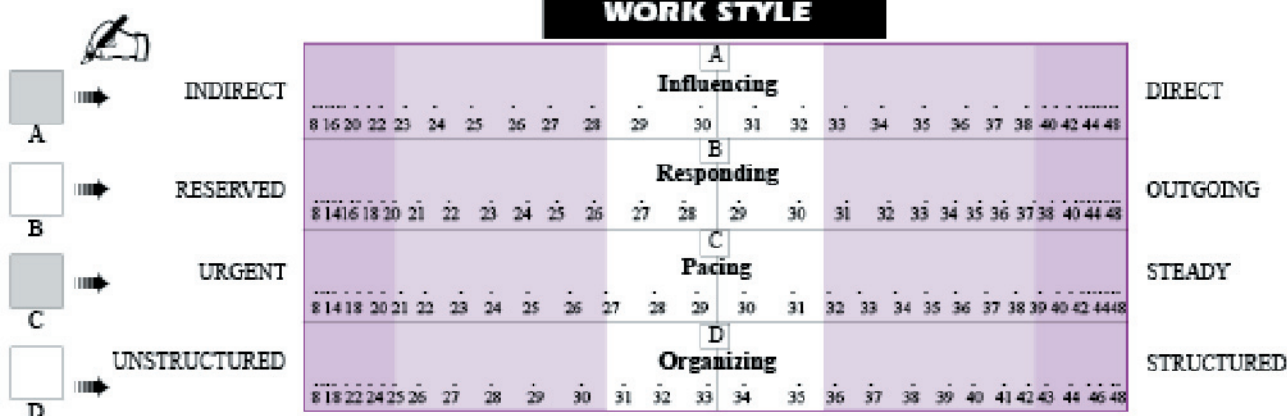 WORK STYLE
A
Influencing
INDIRECT
DIRECT
8 16 20 22 23 24 25 26 27 28 29 30 31 32 33 34 35 36 37 38 40 42 44 48
A
B
Responding
RESERVED
OUTGOING
8 14 16 18 20 21 22 23 24 25 26 27 28 29 30 31 32 33 34 35 36 37 38 40 44 48
B
C
Pacing
URGENT
STEADY
8 14 18 20 21 22 23 24 25 26 27 28 29 30 31 32 33 34 35 36 37 38 39 40 42 44 48
C
D
Organizing
UNSTRUCTURED
STRUCTURED
8 18 22 24 25 26 27 28 29 30 31 32 33 34 35 36 37 38 39 40 41 42 43 44 46 48
D